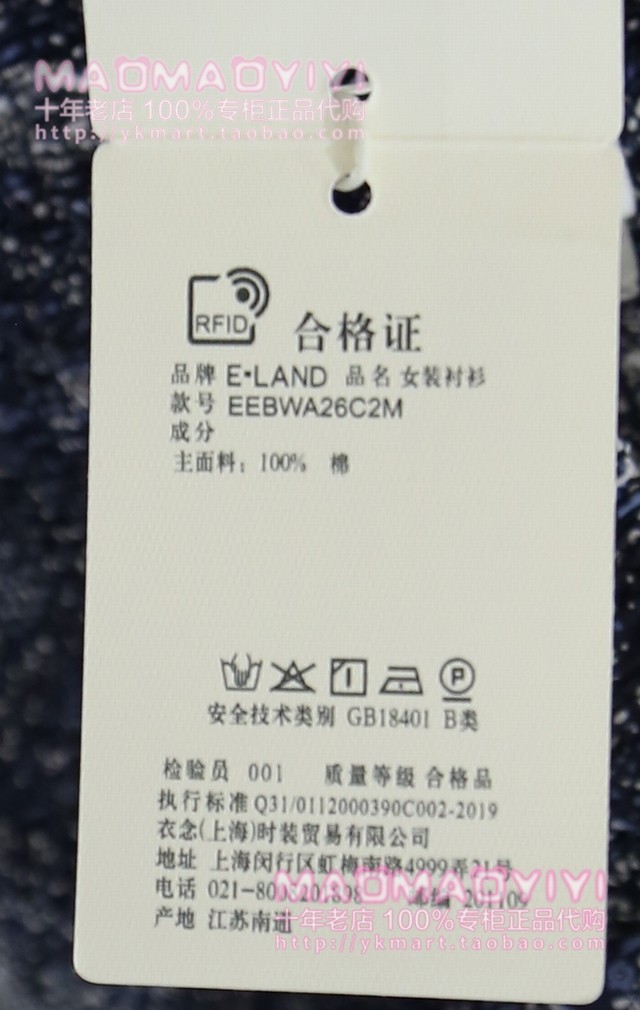 MAOMAOYIYI
十年老店 100%专柜正品代购
http://ykmart.taobao.com
RFID
合格证
品牌 E·LAND 品名 女装衬衫
款号 EEBWA26C2M
成分
主面料：100% 棉
P
安全技术类别 GB18401 B类
检验员 001 质量等级 合格品
执行标准 Q31/0112000390C002-2019
衣念(上海)时装贸易有限公司
地址 上海闵行区虹梅南路4999弄21号
电话 邮编
MAOMAOYIYI
产地 江苏南通
十年老店 100%专柜正品代购
http://ykmart.taobao.com